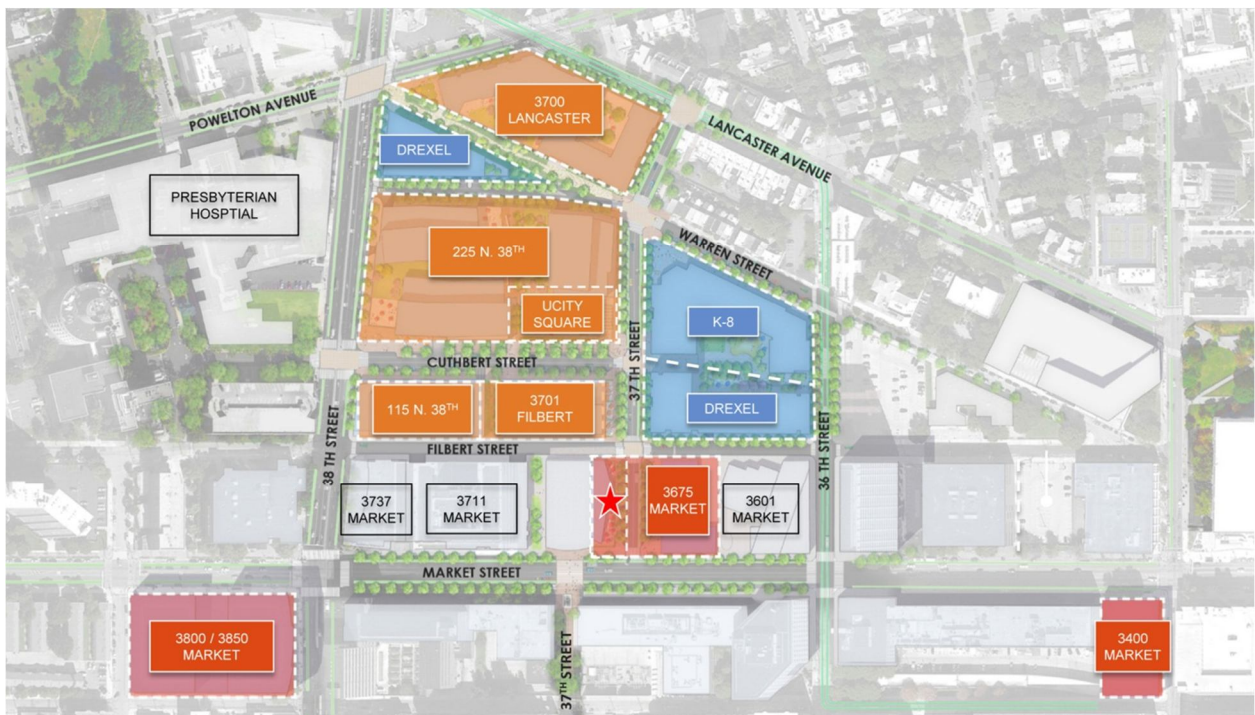 3700
LANCASTER
POWELTON AVENUE
LANCASTER AVENUE
DREXEL
PRESBYTERIAN
HOSPTIAL
225 N. 38TH
WARREN STREET
UCITY
SQUARE
K-8
37 TH STREET
CUTHBERT STREET
115 N. 38TH
3701
FILBERT
DREXEL
FILBERT STREET
38 TH STREET
36 TH STREET
3737
MARKET
3711
MARKET
3675
MARKET
3601
MARKET
MARKET STREET
3800 / 3850
MARKET
37TH STREET
3400
MARKET